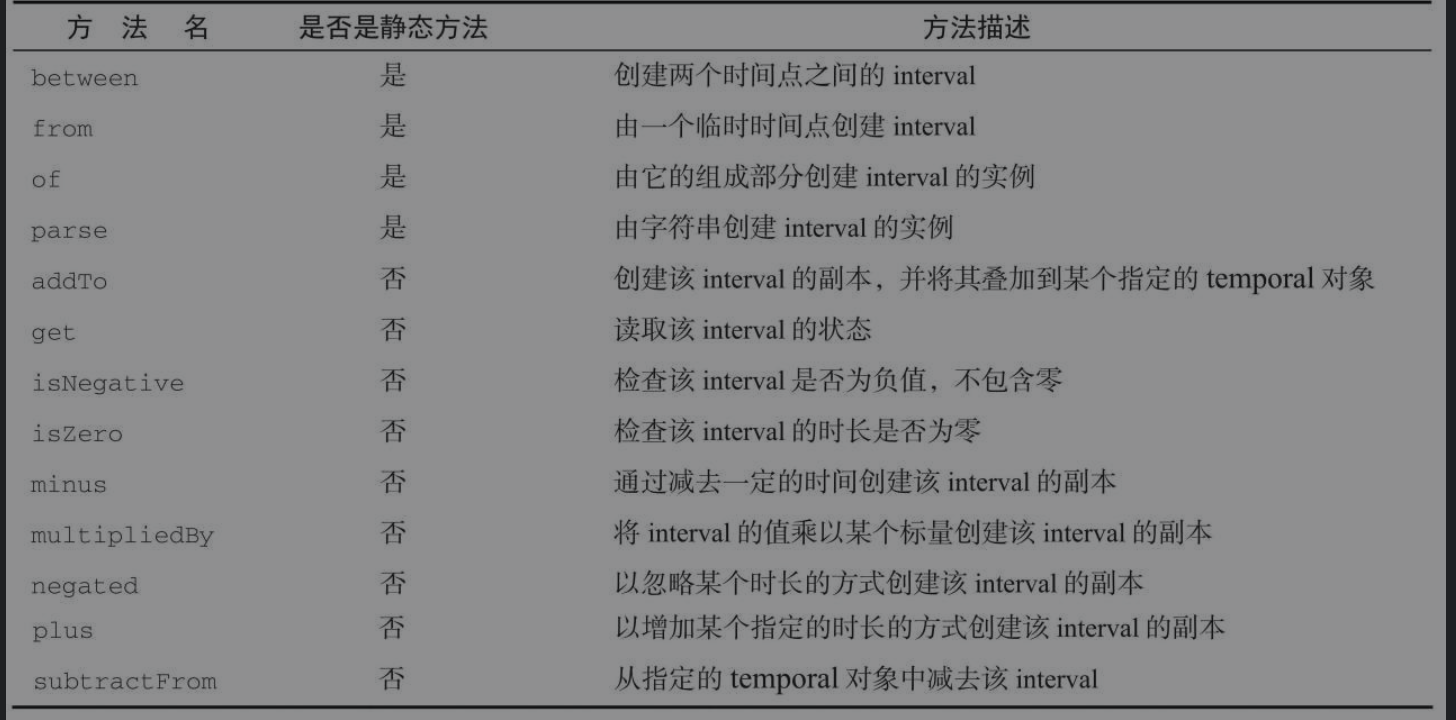 方 法 名 是否是静态方法 方法描述
between 是 创建两个时间点之间的 interval
from 是 由一个临时时间点创建 interval
of 是 由它的组成部分创建 interval 的实例
parse 是 由字符串创建 interval 的实例
addTo 否 创建该 interval 的副本，并将其叠加到某个指定的 temporal 对象
get 否 读取该 interval 的状态
isNegative 否 检查该 interval 是否为负值，不包含零
isZero 否 检查该 interval 的时长是否为零
minus 否 通过减去一定的时间创建该 interval 的副本
multipliedBy 否 将 interval 的值乘以某个标量创建该 interval 的副本
negated 否 以忽略某个时长的方式创建该 interval 的副本
plus 否 以增加某个指定的时长的方式创建该 interval 的副本
subtractFrom 否 从指定的 temporal 对象中减去该 interval